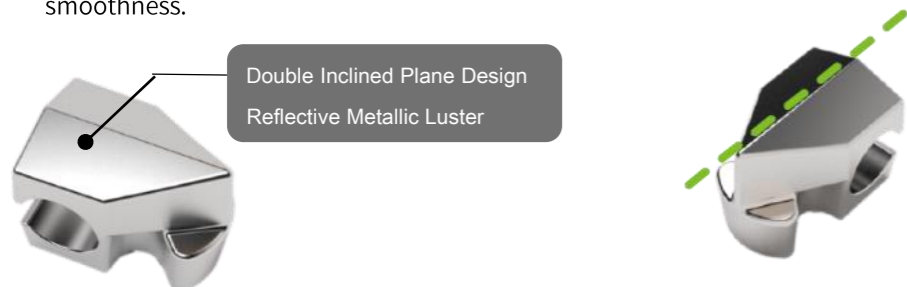 smoothness.
Double Inclined Plane Design
Reflective Metallic Luster